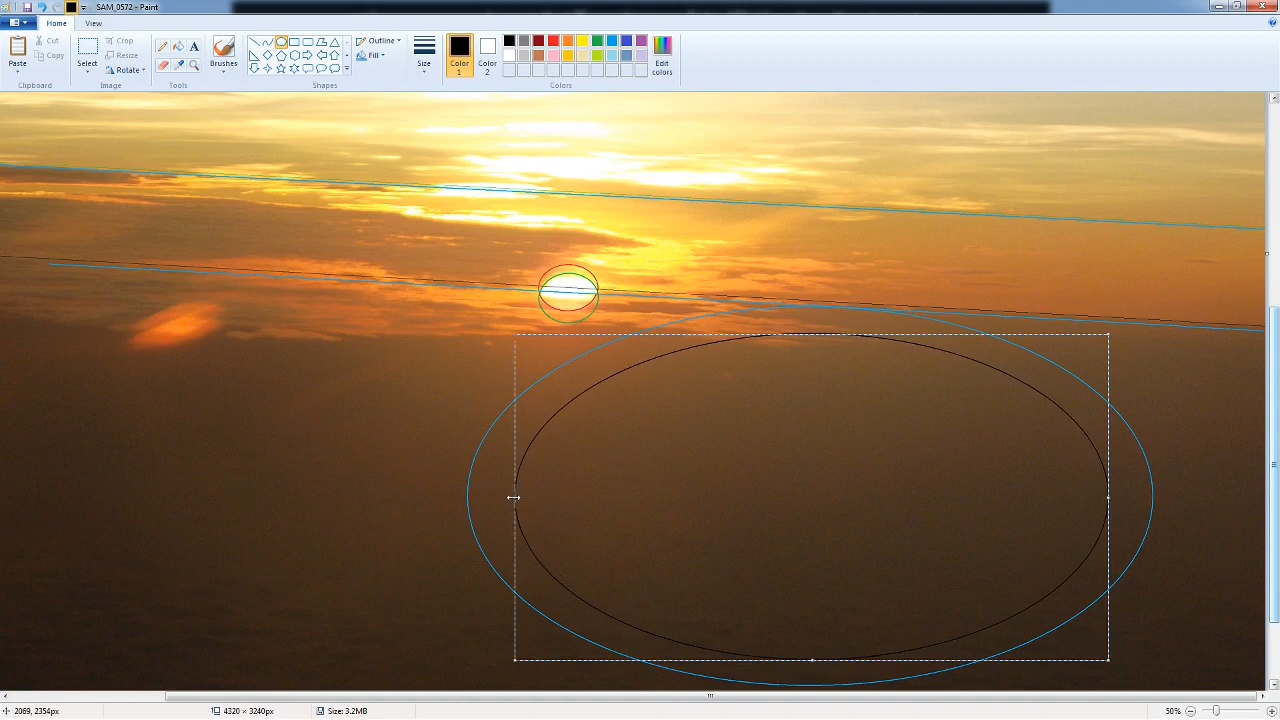 SAM_0572 - Paint
Home View
Paste
Cut
Copy
Clipboard
Select
Crop
Resize
Rotate
Image
A
Tools
Brushes
Shapes
Outline
Fill
Size
Color 1
Color 2
Edit colors
Colors
2069, 2354px 4320 × 3240px Size: 3.2MB 50%